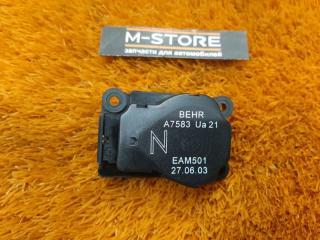 M-STORE
запчасти для автомобилей
BEHR
A7583 Ua 21
N
EAM501
27.06.03